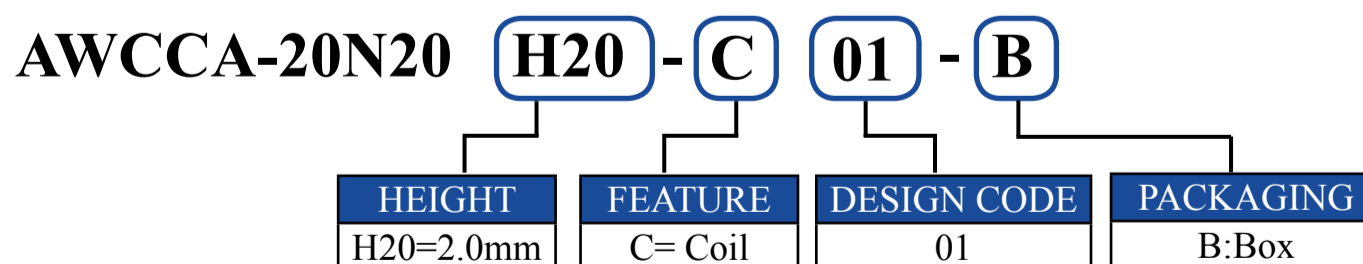 AWCCA-20N20 H20 - C 01 - B
HEIGHT FEATURE DESIGN CODE PACKAGING
H20=2.0mm C= Coil 01 B:Box